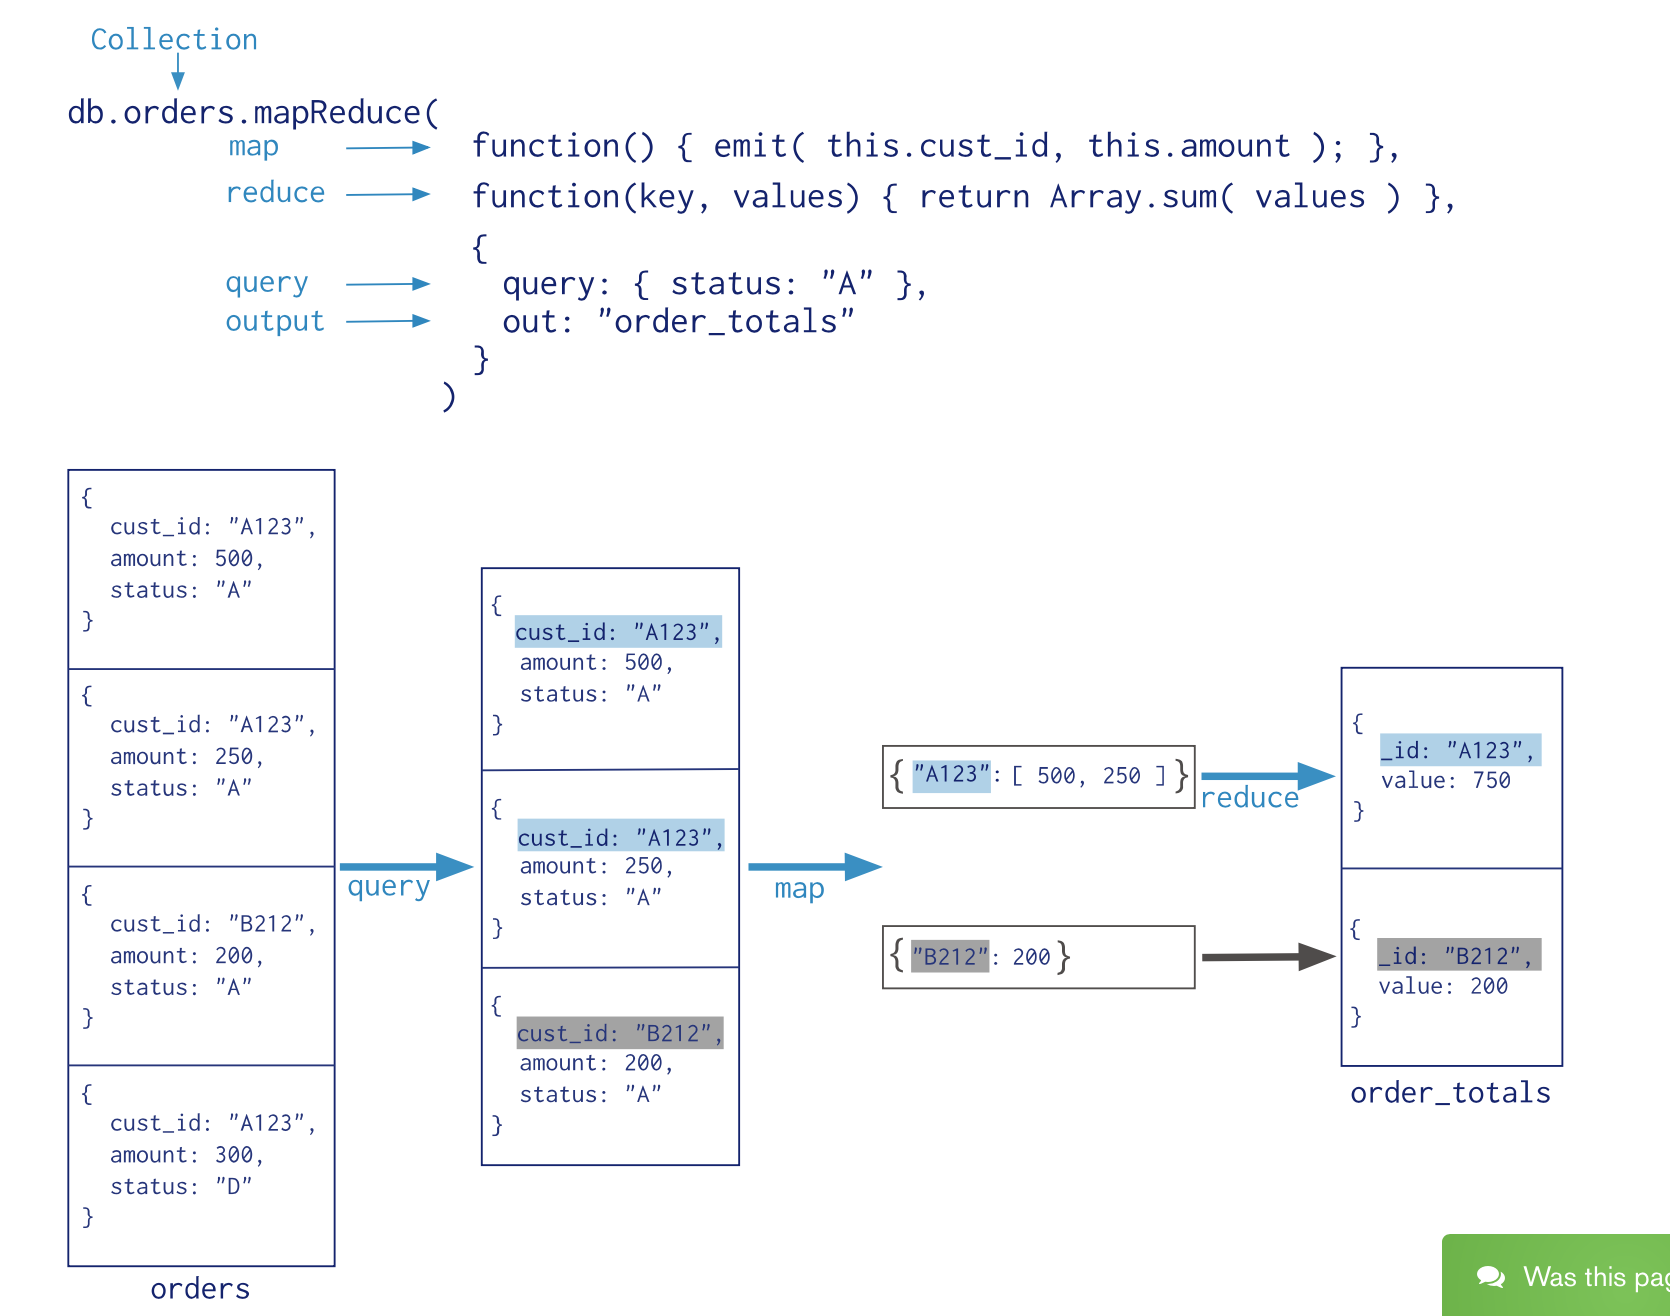 Collection
db.orders.mapReduce(
map function() { emit( this.cust_id, this.amount ); },
reduce function(key, values) { return Array.sum( values ) },
{
query query: { status: "A" },
output out: "order_totals"
}
)
{
cust_id: "A123",
amount: 500,
status: "A"
}
{
cust_id: "A123",
amount: 250,
status: "A"
}
{
cust_id: "B212",
amount: 200,
status: "A"
}
{
cust_id: "A123",
amount: 300,
status: "D"
}
orders
query
{
cust_id: "A123",
amount: 500,
status: "A"
}
{
cust_id: "A123",
amount: 250,
status: "A"
}
{
cust_id: "B212",
amount: 200,
status: "A"
}
map
{ "A123": [ 500, 250 ] }
reduce
{ "B212": 200 }
{
_id: "A123",
value: 750
}
{
_id: "B212",
value: 200
}
order_totals
Was this